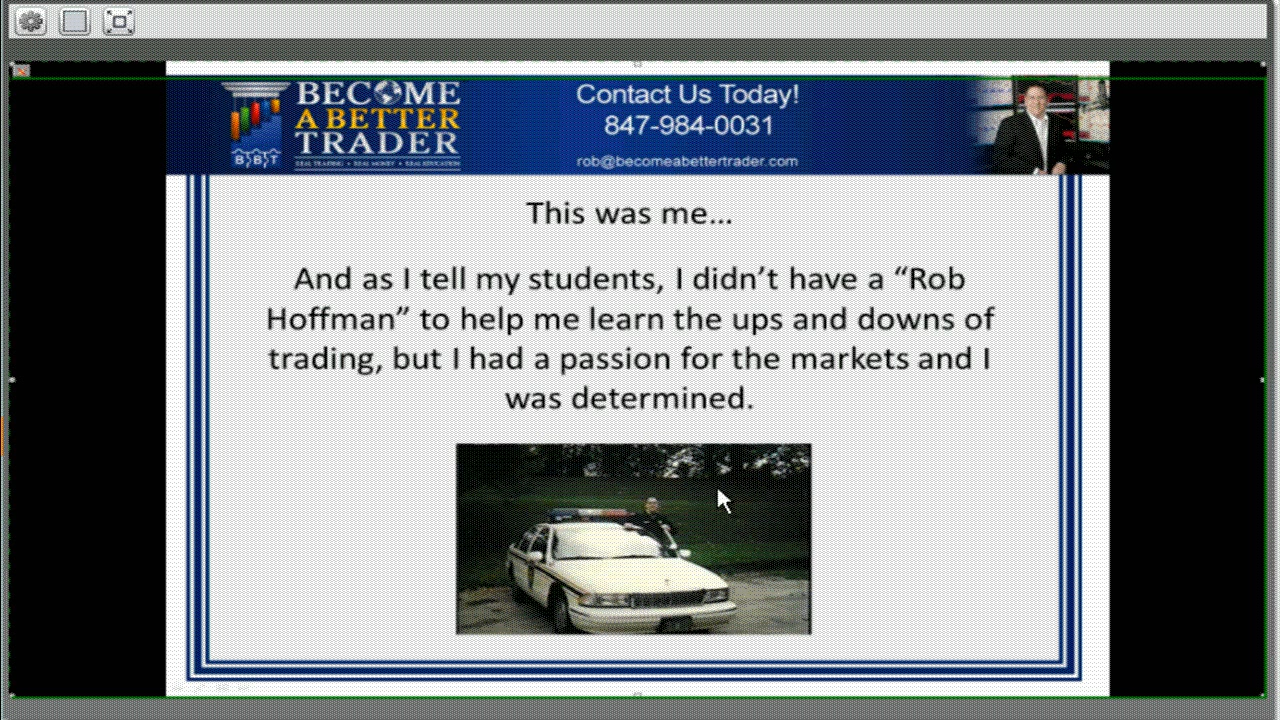 BECOME
A BETTER
TRADER
BBT
REAL TRADING • REAL MONEY • REAL EDUCATION
Contact Us Today!
847-984-0031
rob@becomeabettertrader.com
This was me...
And as I tell my students, I didn’t have a “Rob
Hoffman” to help me learn the ups and downs of
trading, but I had a passion for the markets and I
was determined.